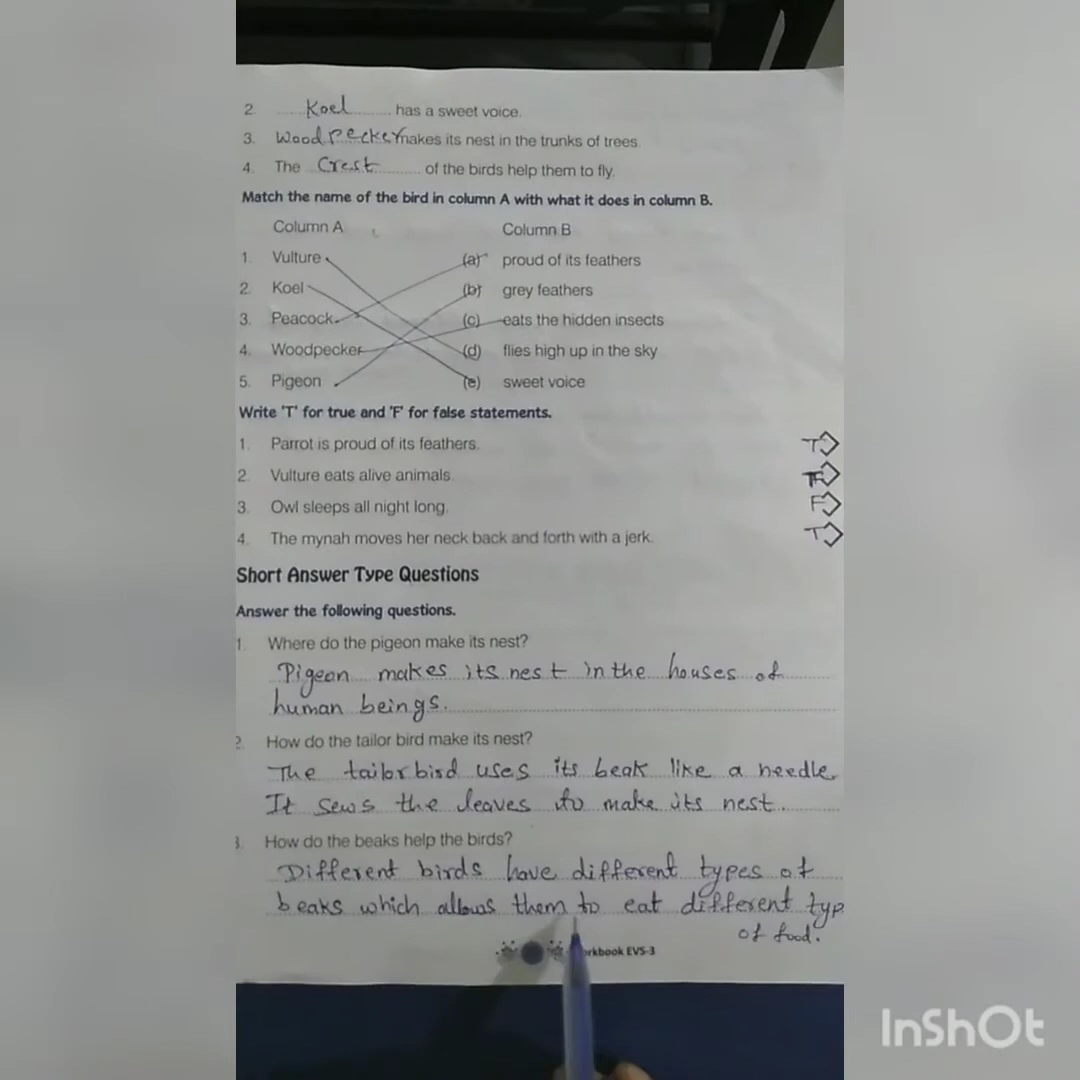 2. Koel has a sweet voice.
3. Woodpecker makes its nest in the trunks of trees.
4. The Crest of the birds help them to fly.
Match the name of the bird in column A with what it does in column B.
Column A Column B
1. Vulture (a) proud of its feathers
2. Koel (b) grey feathers
3. Peacock (c) eats the hidden insects
4. Woodpecker (d) flies high up in the sky
5. Pigeon (e) sweet voice
Write 'T' for true and 'F' for false statements.
1. Parrot is proud of its feathers. T
2. Vulture eats alive animals. F
3. Owl sleeps all night long. F
4. The mynah moves her neck back and forth with a jerk. T
Short Answer Type Questions
Answer the following questions.
1. Where do the pigeon make its nest?
Pigeon makes its nest in the houses of
human beings.
2. How do the tailor bird make its nest?
The tailorbird uses its beak like a needle.
It sews the leaves to make its nest.
3. How do the beaks help the birds?
Different birds have different types of
beaks which allows them to eat different typ
of food.
rkbook EVS-3
InShOt